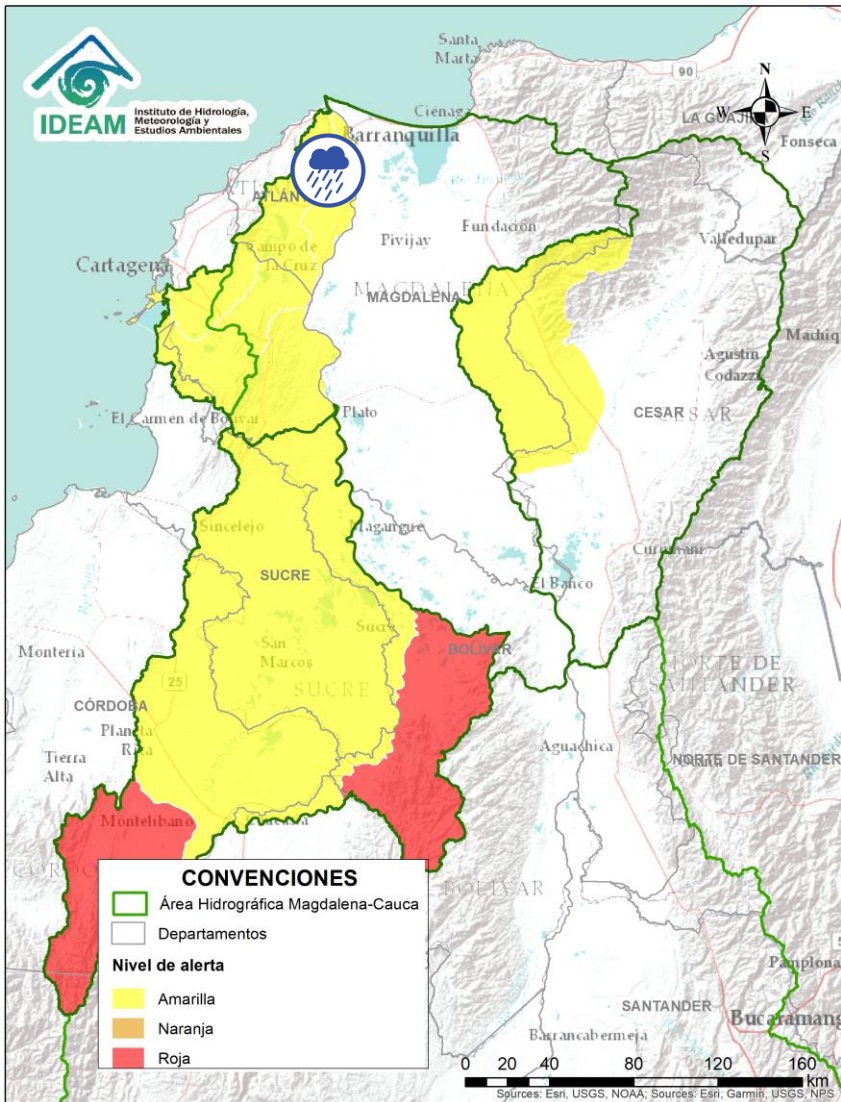 IDEAM
Instituto de Hidrología,
Meteorología y
Estudios Ambientales
Santa
Marta
90
N
W
E
S
LA GUAJIRA
Ciénaga
Barranquilla
Fonseca
ATLÁNT
Fundación
Pivijay
Valledupar
Campo de
la Cruz
Cartagena
MAGDALENA
MAGDALENA
Agustín
Codazzi
CESAR
CESAR
El Carmen de Bolívar
Plato
Sincelejo
Magangué
Curumaní
SUCRE
El Banco
Sucre
San
Marcos
BOLÍVAR
Montería
25
SUCRE
NORTE DE
SANTANDER
CÓRDOBA
Planeta
Rica
Tierra
Alta
Aguachica
NORTE DE SANTANDER
Montelíbano
BOLÍVAR
CONVENCIONES
Área Hidrográfica Magdalena-Cauca
Departamentos
Nivel de alerta
Amarilla
Naranja
Roja
Pamplona
SANTANDER
Bucaramang
Barrancabermeja
0 20 40 80 120 160
km
Sources: Esri, USGS, NOAA; Sources: Esri, Garmin, USGS, NPS